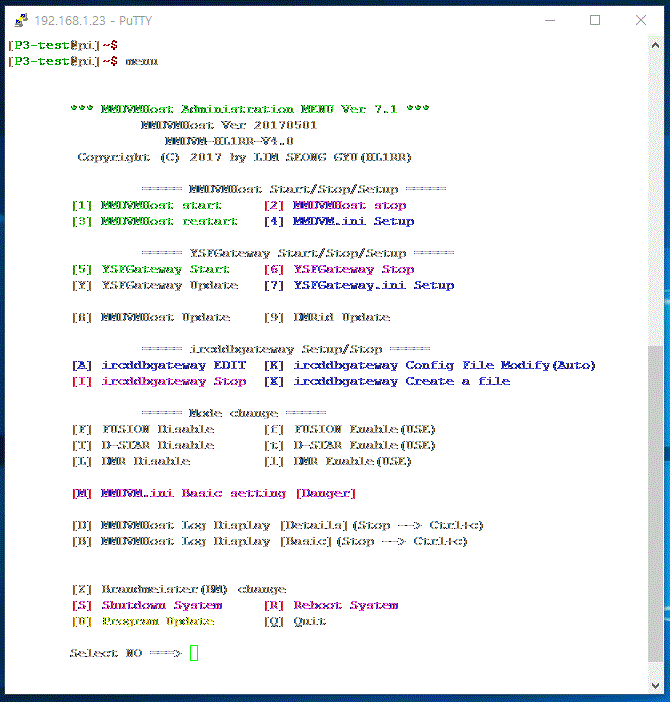 192.168.1.23 - PuTTY
[P3-test@pi]~$
[P3-test@pi]~$ menu
*** MMDVMHost Administration MENU Ver 7.1 ***
MMDVMHost Ver 20170501
MMDVM-HL1RR-V4.0
Copyright (C) 2017 by LIM SEONG GYU(HL1RR)
===== MMDVMHost Start/Stop/Setup =====
[1] MMDVMHost start [2] MMDVMHost stop
[3] MMDVMHost restart [4] MMDVM.ini Setup
===== YSFGateway Start/Stop/Setup =====
[5] YSFGateway Start [6] YSFGateway Stop
[Y] YSFGateway Update [7] YSFGateway.ini Setup
[8] MMDVMHost Update [9] DMRid Update
===== ircddbgateway Setup/Stop =====
[A] ircddbgateway EDIT [K] ircddbgateway Config File Modify(Auto)
[I] ircddbgateway Stop [X] ircddbgateway Create a file
===== Mode change =====
[F] FUSION Disable [f] FUSION Enable(USE)
[T] D-STAR Disable [t] D-STAR Enable(USE)
[L] DMR Disable [l] DMR Enable(USE)
[M] MMDVM.ini Basic setting [Danger]
[D] MMDVMHost Log Display [Details](Stop --> Ctrl+c)
[B] MMDVMHost Log Display [Basic](Stop --> Ctrl+c)
[Z] Brandmeister(BM) change
[S] Shutdown System [R] Reboot System
[U] Program Update [Q] Quit
Select NO ===>